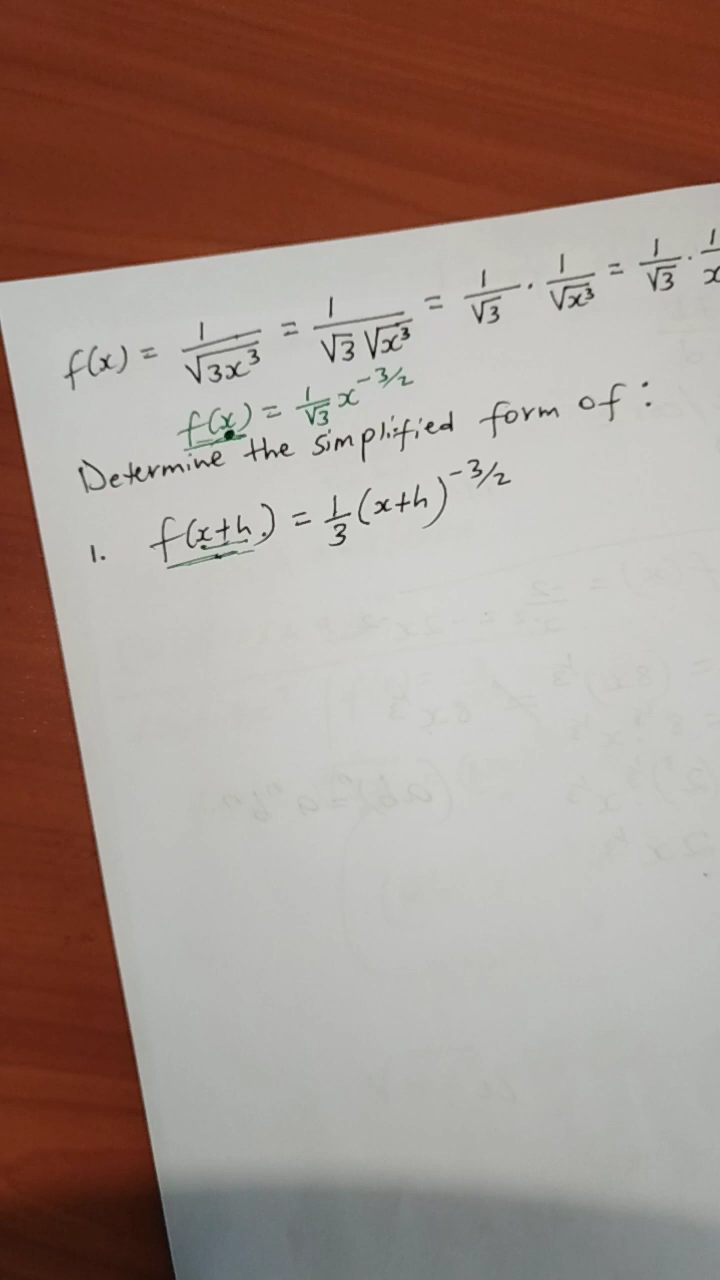 f(x) = 1/√(3x³) = 1/(√3 √x³) = 1/√3 · 1/√x³ = 1/√3 · 1/x
f(x) = 1/√3 x^(-3/2)
Determine the simplified form of :
1. f(x+h) = 1/3 (x+h)^(-3/2)